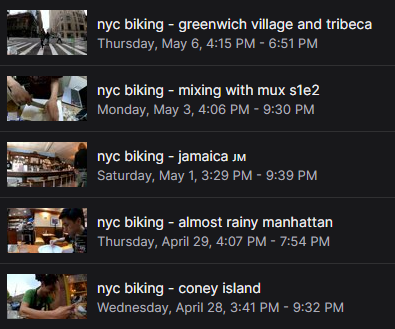 nyc biking - greenwich village and tribeca
Thursday, May 6, 4:15 PM - 6:51 PM
nyc biking - mixing with mux s1e2
Monday, May 3, 4:06 PM - 9:30 PM
nyc biking - jamaica ᴊᴍ
Saturday, May 1, 3:29 PM - 9:39 PM
nyc biking - almost rainy manhattan
Thursday, April 29, 4:07 PM - 7:54 PM
nyc biking - coney island
Wednesday, April 28, 3:41 PM - 9:32 PM